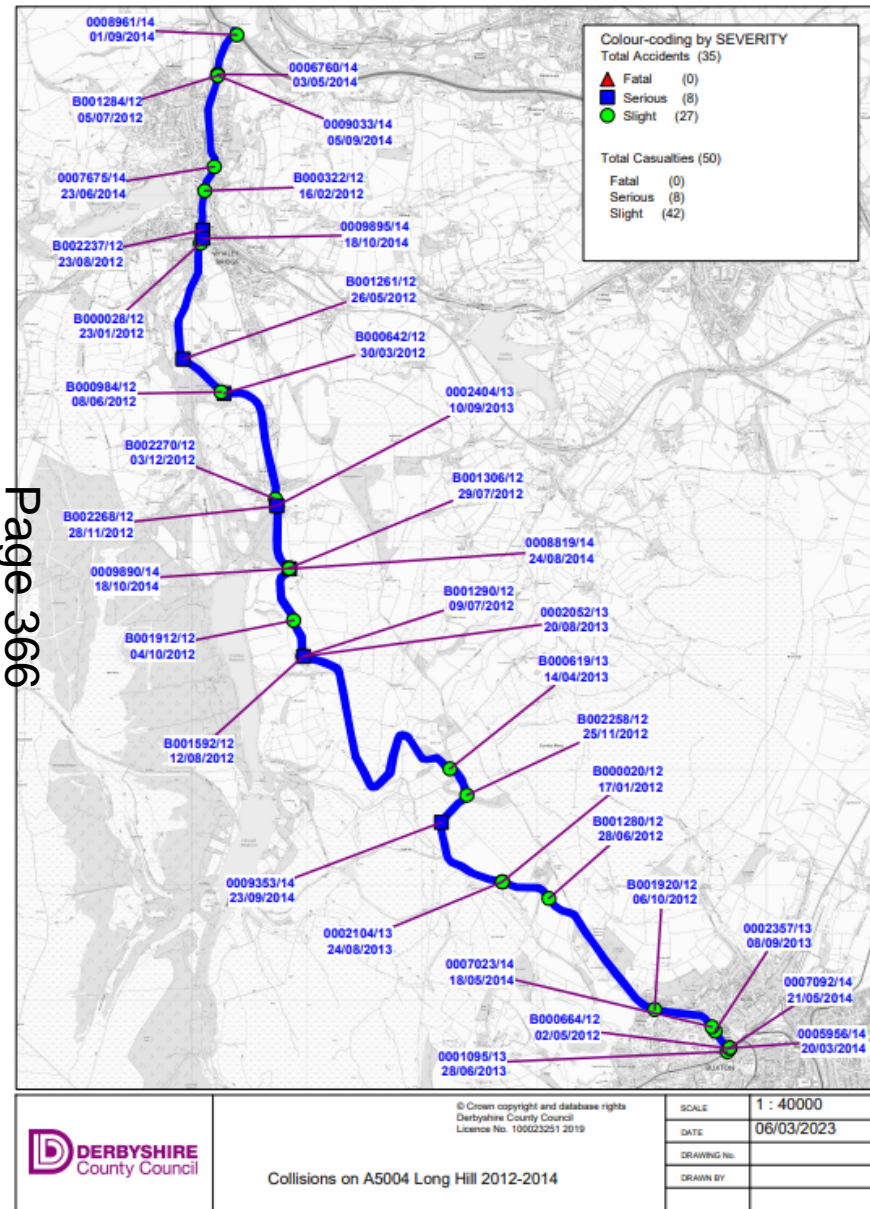 0008961/14
01/09/2014
0006760/14
03/05/2014
B001284/12
05/07/2012
0009033/14
05/09/2014
0007675/14
23/06/2014
B000322/12
16/02/2012
0009895/14
18/10/2014
B002237/12
23/08/2012
B001261/12
26/05/2012
B000028/12
23/01/2012
B000642/12
30/03/2012
B000984/12
08/06/2012
0002404/13
10/09/2013
B002270/12
03/12/2012
B001306/12
29/07/2012
B002268/12
28/11/2012
0008819/14
24/08/2014
0009890/14
18/10/2014
B001290/12
09/07/2012
0002052/13
20/08/2013
B001912/12
04/10/2012
B000619/13
14/04/2013
B002258/12
25/11/2012
B001592/12
12/08/2012
B000020/12
17/01/2012
B001280/12
28/06/2012
0009353/14
23/09/2014
B001920/12
06/10/2012
0002104/13
24/08/2013
0002357/13
08/09/2013
0007023/14
18/05/2014
0007092/14
21/05/2014
B000664/12
02/05/2012
0005956/14
20/03/2014
0001095/13
28/06/2013
BUXTON
Colour-coding by SEVERITY
Total Accidents (35)
Fatal (0)
Serious (8)
Slight (27)
Total Casualties (50)
Fatal (0)
Serious (8)
Slight (42)
Page 366
DERBYSHIRE
County Council
© Crown copyright and database rights
Derbyshire County Council
Licence No. 100023251 2019
Collisions on A5004 Long Hill 2012-2014
SCALE 1 : 40000
DATE 06/03/2023
DRAWING No.
DRAWN BY